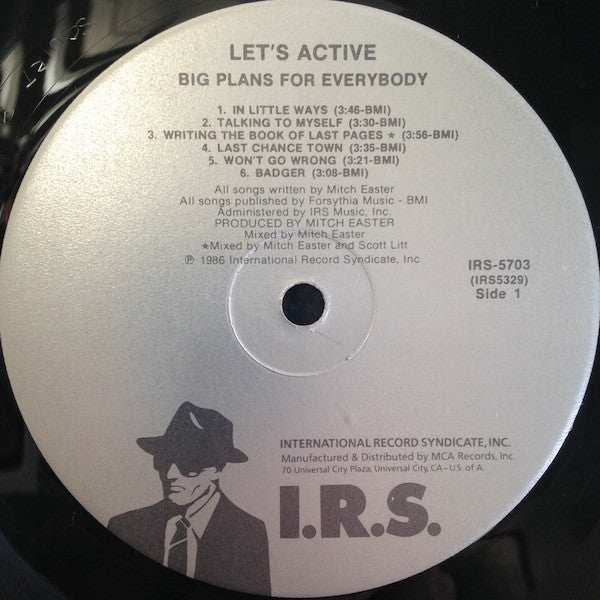 LET'S ACTIVE
BIG PLANS FOR EVERYBODY
1. IN LITTLE WAYS (3:46-BMI)
2. TALKING TO MYSELF (3:30-BMI)
3. WRITING THE BOOK OF LAST PAGES ★ (3:56-BMI)
4. LAST CHANCE TOWN (3:35-BMI)
5. WON'T GO WRONG (3:21-BMI)
6. BADGER (3:08-BMI)
All songs written by Mitch Easter
All songs published by Forsythia Music - BMI
Administered by IRS Music, Inc.
PRODUCED BY MITCH EASTER
Mixed by Mitch Easter
★Mixed by Mitch Easter and Scott Litt
℗ 1986 International Record Syndicate, Inc.
IRS-5703
(IRS5329)
Side 1
INTERNATIONAL RECORD SYNDICATE, INC.
Manufactured & Distributed by MCA Records, Inc.
70 Universal City Plaza, Universal City, CA–U.S. of A.
I.R.S.